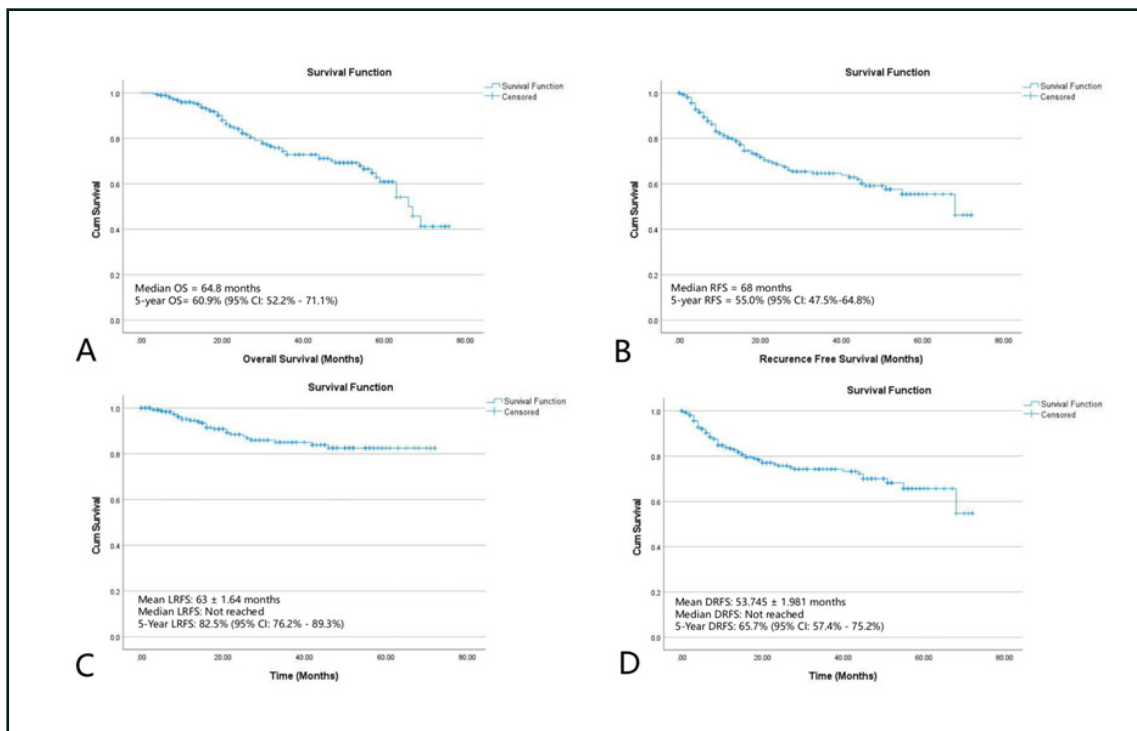 Survival Function
Survival Function
Censored
1.0
0.8
0.6
0.4
0.2
0.0
Cum Survival
Median OS = 64.8 months
5-year OS= 60.9% (95% CI: 52.2% - 71.1%)
.00
20.00
40.00
60.00
80.00
A
Overall Survival (Months)
Survival Function
Survival Function
Censored
1.0
0.8
0.6
0.4
0.2
0.0
Cum Survival
Median RFS = 68 months
5-year RFS = 55.0% (95% CI: 47.5%-64.8%)
.00
20.00
40.00
60.00
80.00
B
Recurence Free Survival (Months)
Survival Function
Survival Function
Censored
1.0
0.8
0.6
0.4
0.2
0.0
Cum Survival
Mean LRFS: 63 ± 1.64 months
Median LRFS: Not reached
5-Year LRFS: 82.5% (95% CI: 76.2% - 89.3%)
.00
20.00
40.00
60.00
80.00
C
Time (Months)
Survival Function
Survival Function
Censored
1.0
0.8
0.6
0.4
0.2
0.0
Cum Survival
Mean DRFS: 53.745 ± 1.981 months
Median DRFS: Not reached
5-Year DRFS: 65.7% (95% CI: 57.4% - 75.2%)
.00
20.00
40.00
60.00
80.00
D
Time (Months)